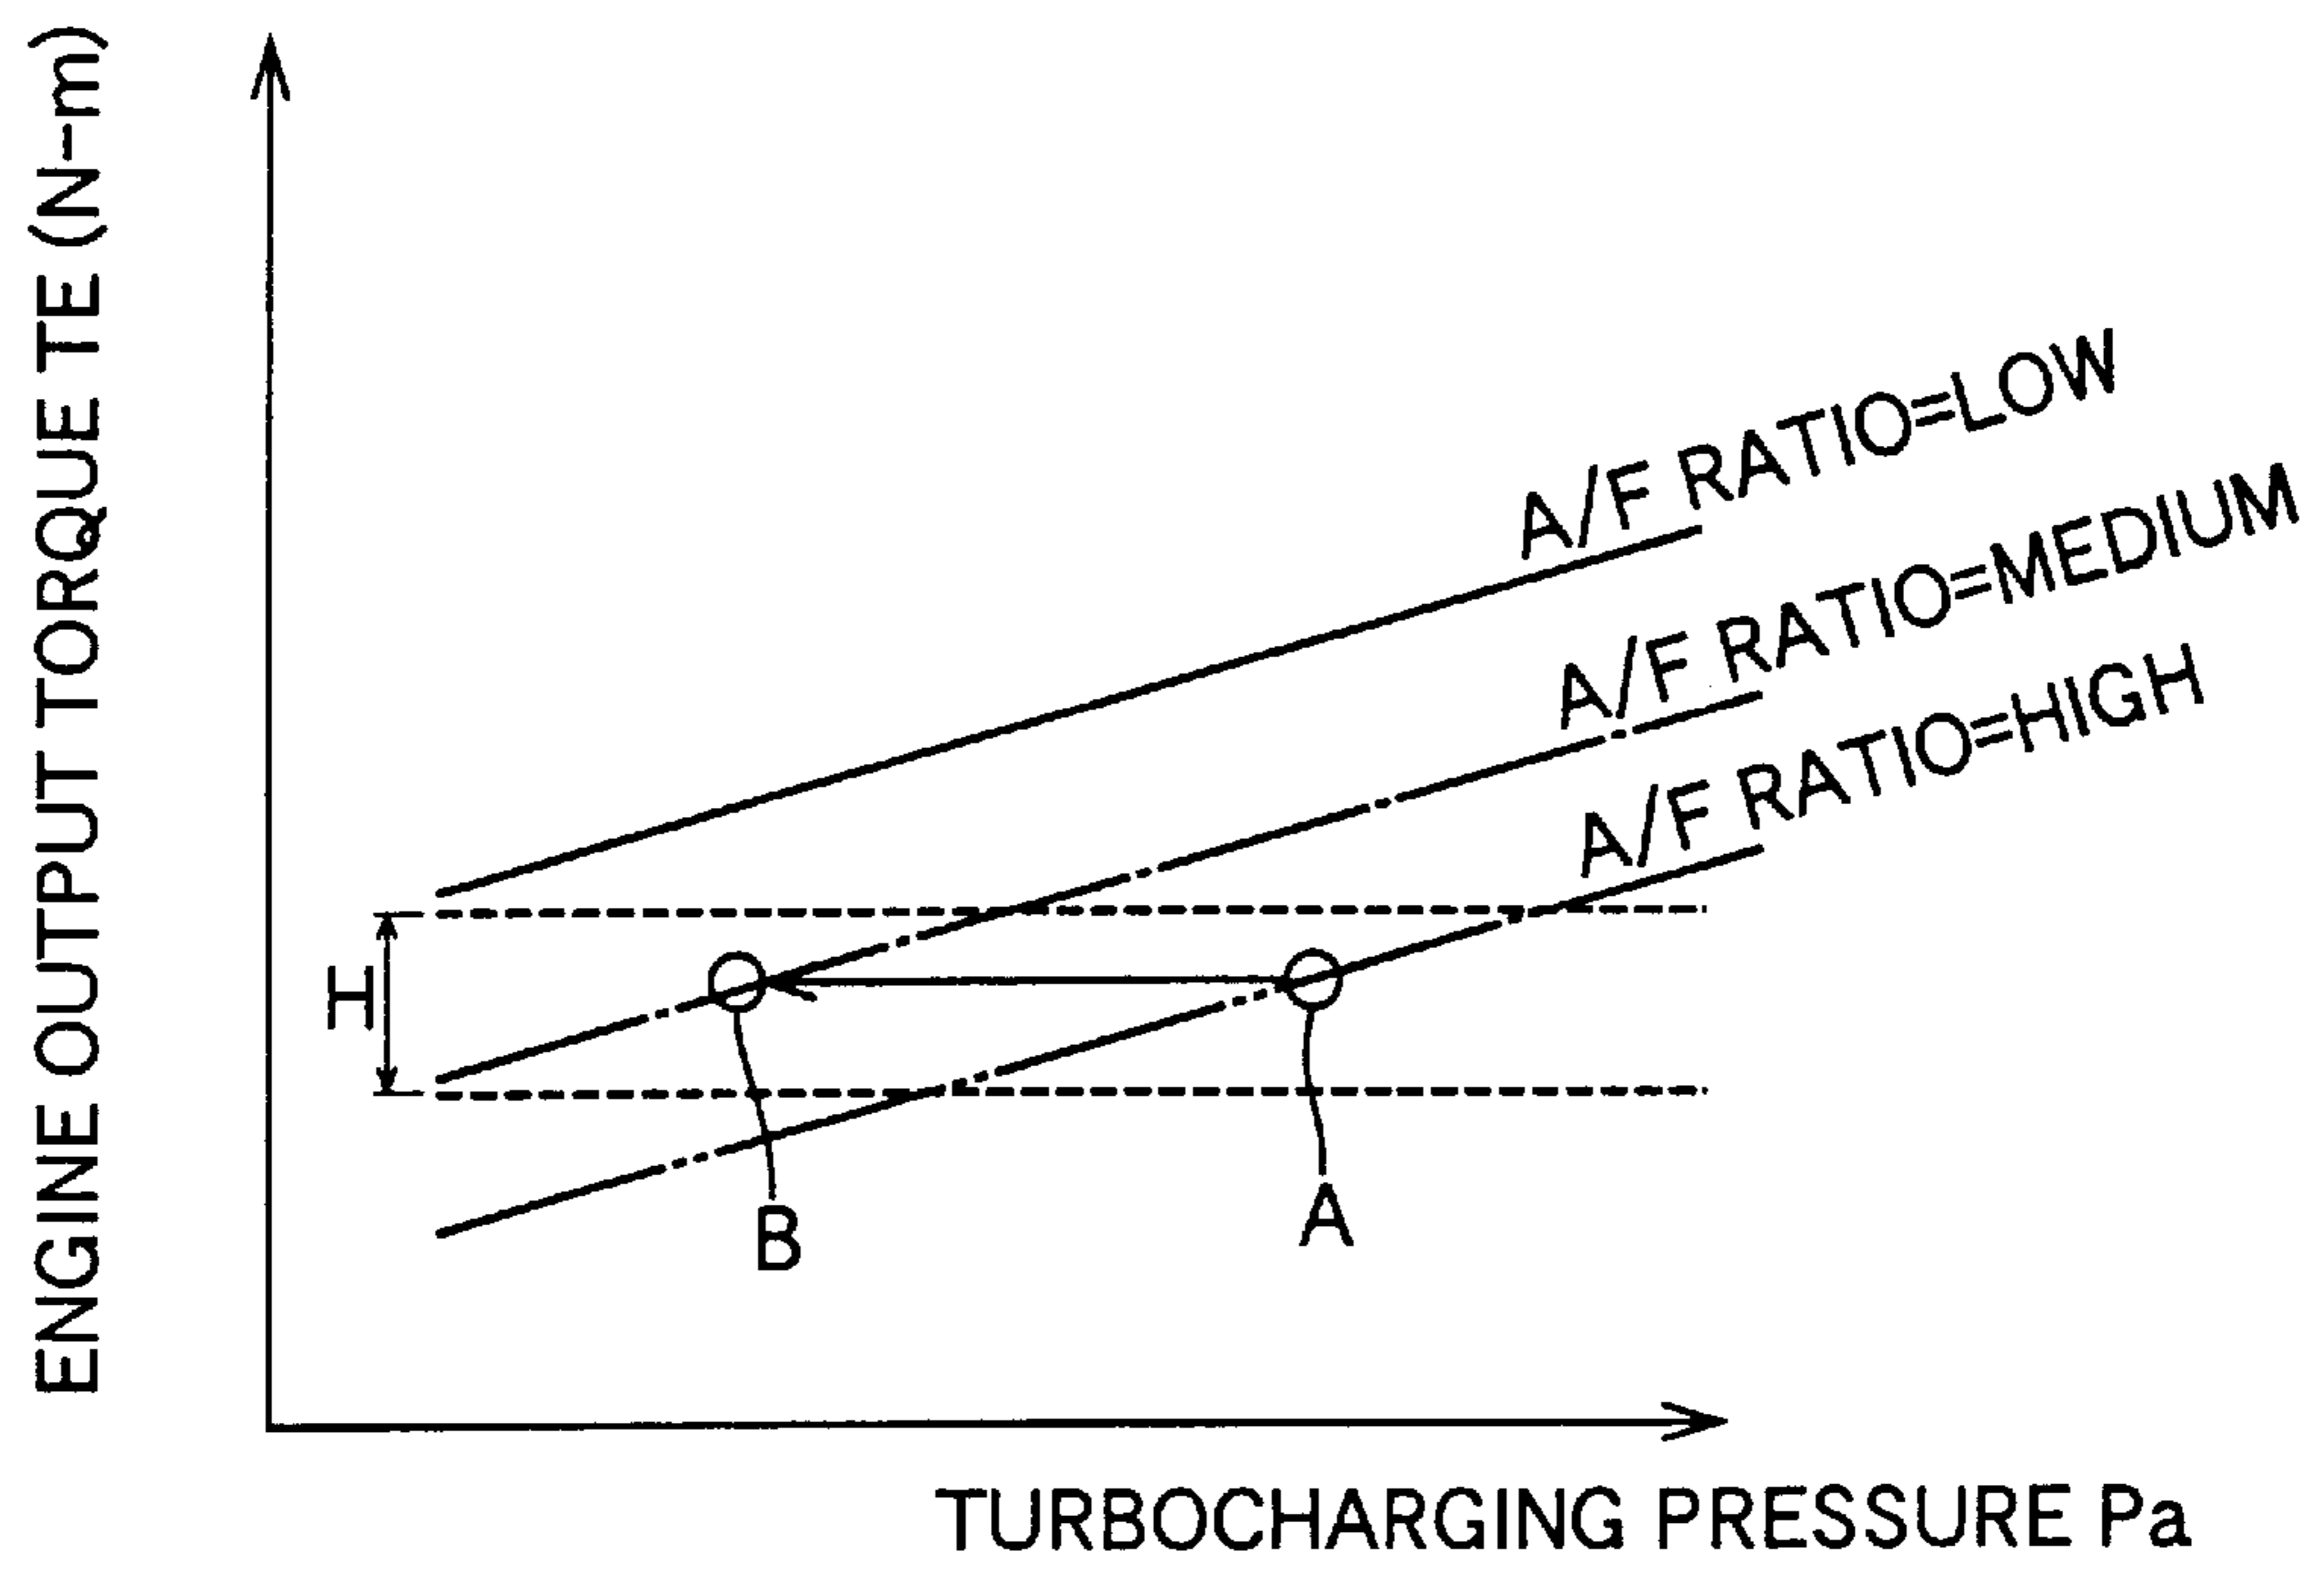 ENGINE OUTPUT TORQUE TE (N-m)
A/F RATIO=LOW
A/F RATIO=MEDIUM
A/F RATIO=HIGH
H
B
A
TURBOCHARGING PRESSURE Pa